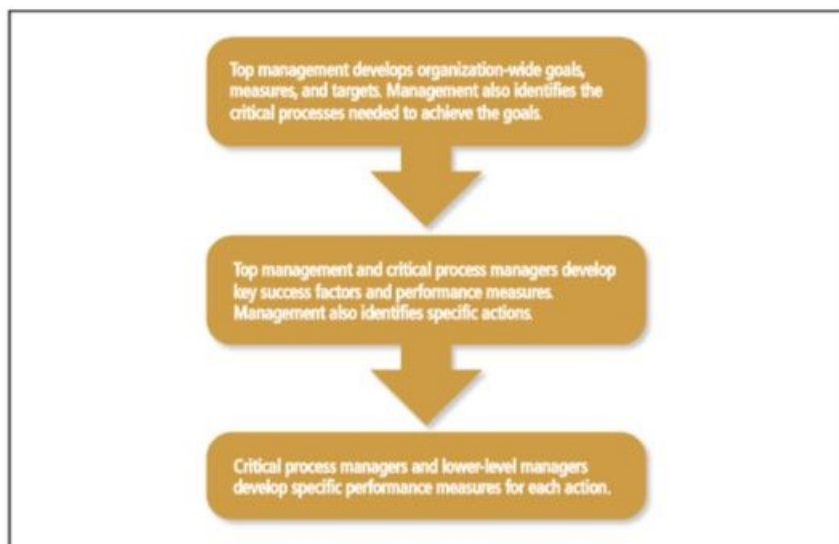 Top management develops organization-wide goals,
measures, and targets. Management also identifies the
critical processes needed to achieve the goals.
Top management and critical process managers develop
key success factors and performance measures.
Management also identifies specific actions.
Critical process managers and lower-level managers
develop specific performance measures for each action.